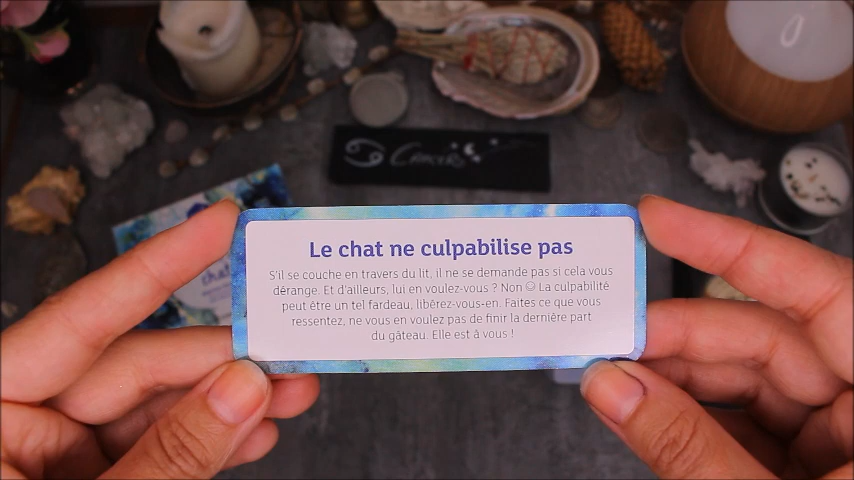 Cancers
Le chat ne culpabilise pas
S'il se couche en travers du lit, il ne se demande pas si cela vous
dérange. Et d'ailleurs, lui en voulez-vous ? Non ☺ La culpabilité
peut être un tel fardeau, libérez-vous-en. Faites ce que vous
ressentez, ne vous en voulez pas de finir la dernière part
du gâteau. Elle est à vous !
chat